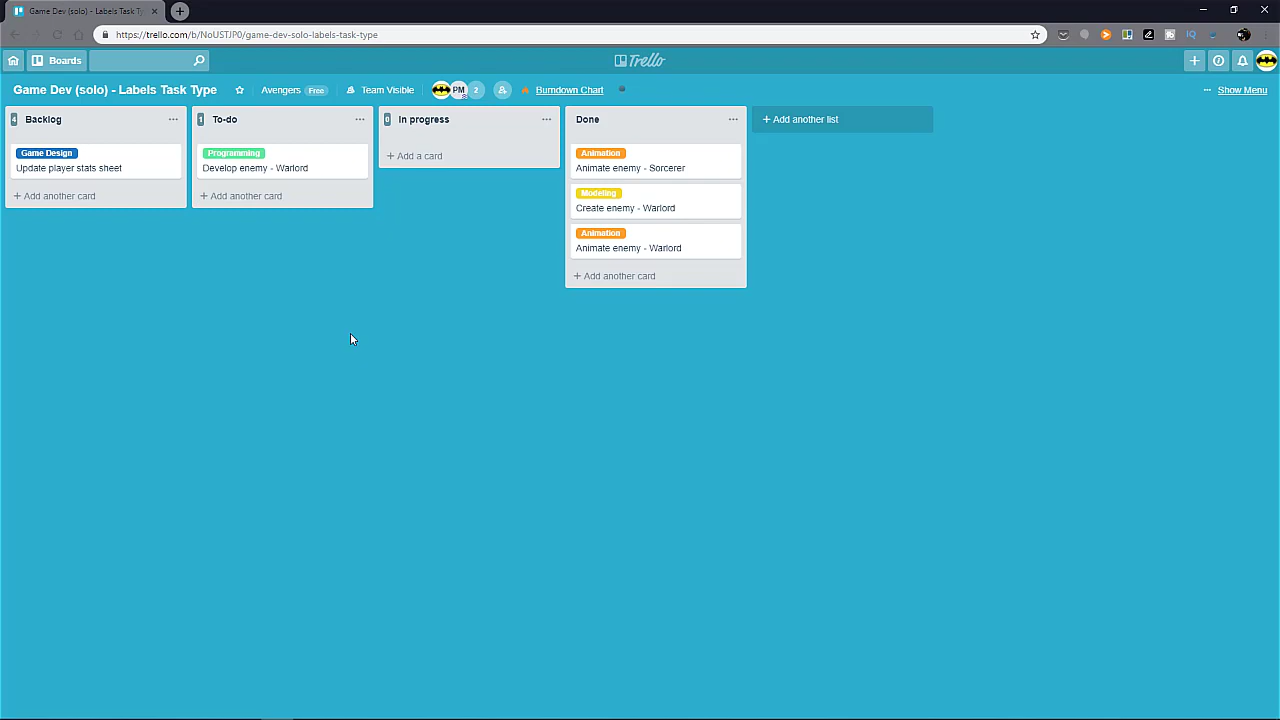 Game Dev (solo) - Labels Task Ty
https://trello.com/b/NoUSTJP0/game-dev-solo-labels-task-type
IQ
Boards
Trello
Game Dev (solo) - Labels Task Type
Avengers Free
Team Visible
PM
2
Burndown Chart
... Show Menu
4 Backlog
Game Design
Update player stats sheet
+ Add another card
1 To-do
Programming
Develop enemy - Warlord
+ Add another card
0 In progress
+ Add a card
Done
Animation
Animate enemy - Sorcerer
Modeling
Create enemy - Warlord
Animation
Animate enemy - Warlord
+ Add another card
+ Add another list